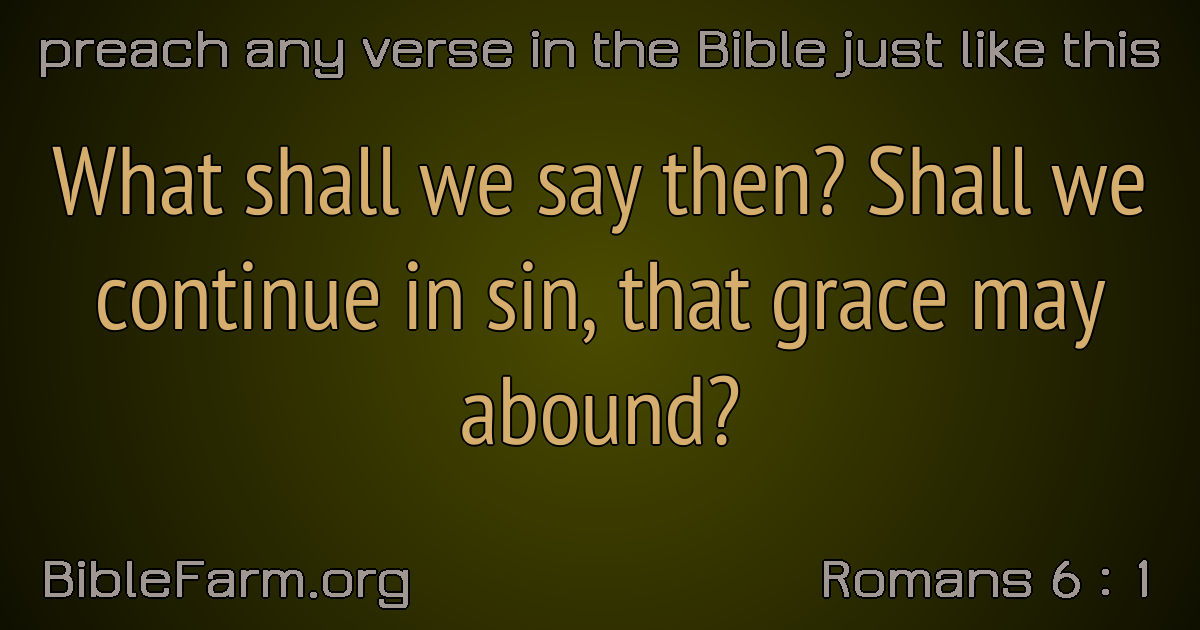 preach any verse in the Bible just like this
What shall we say then? Shall we
continue in sin, that grace may
abound?
BibleFarm.org
Romans 6 : 1